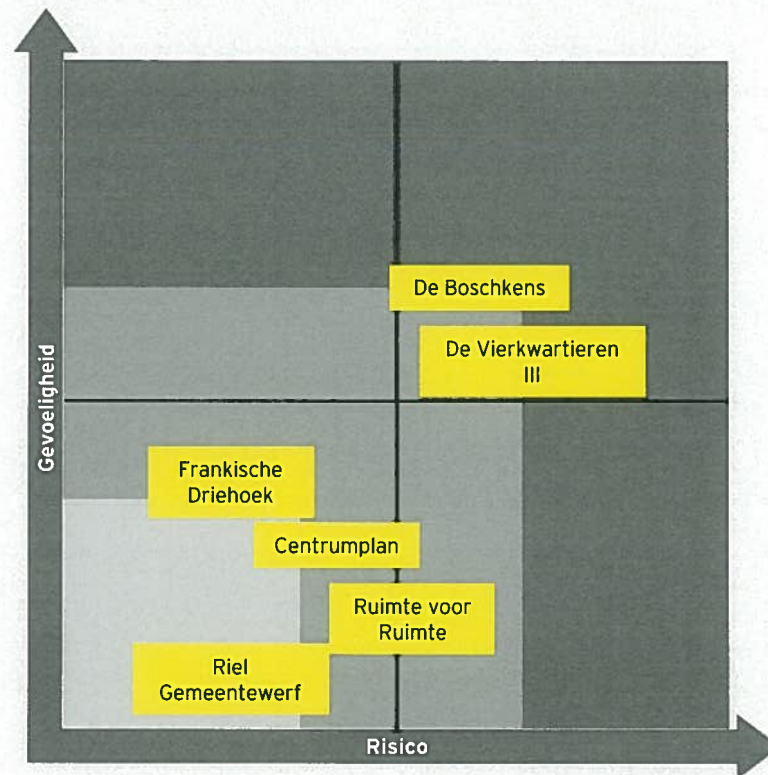 De Boschkens
De Vierkwartieren
III
Gevoeligheid
Frankische
Driehoek
Centrumplan
Ruimte voor
Ruimte
Riel
Gemeentewerf
Risico